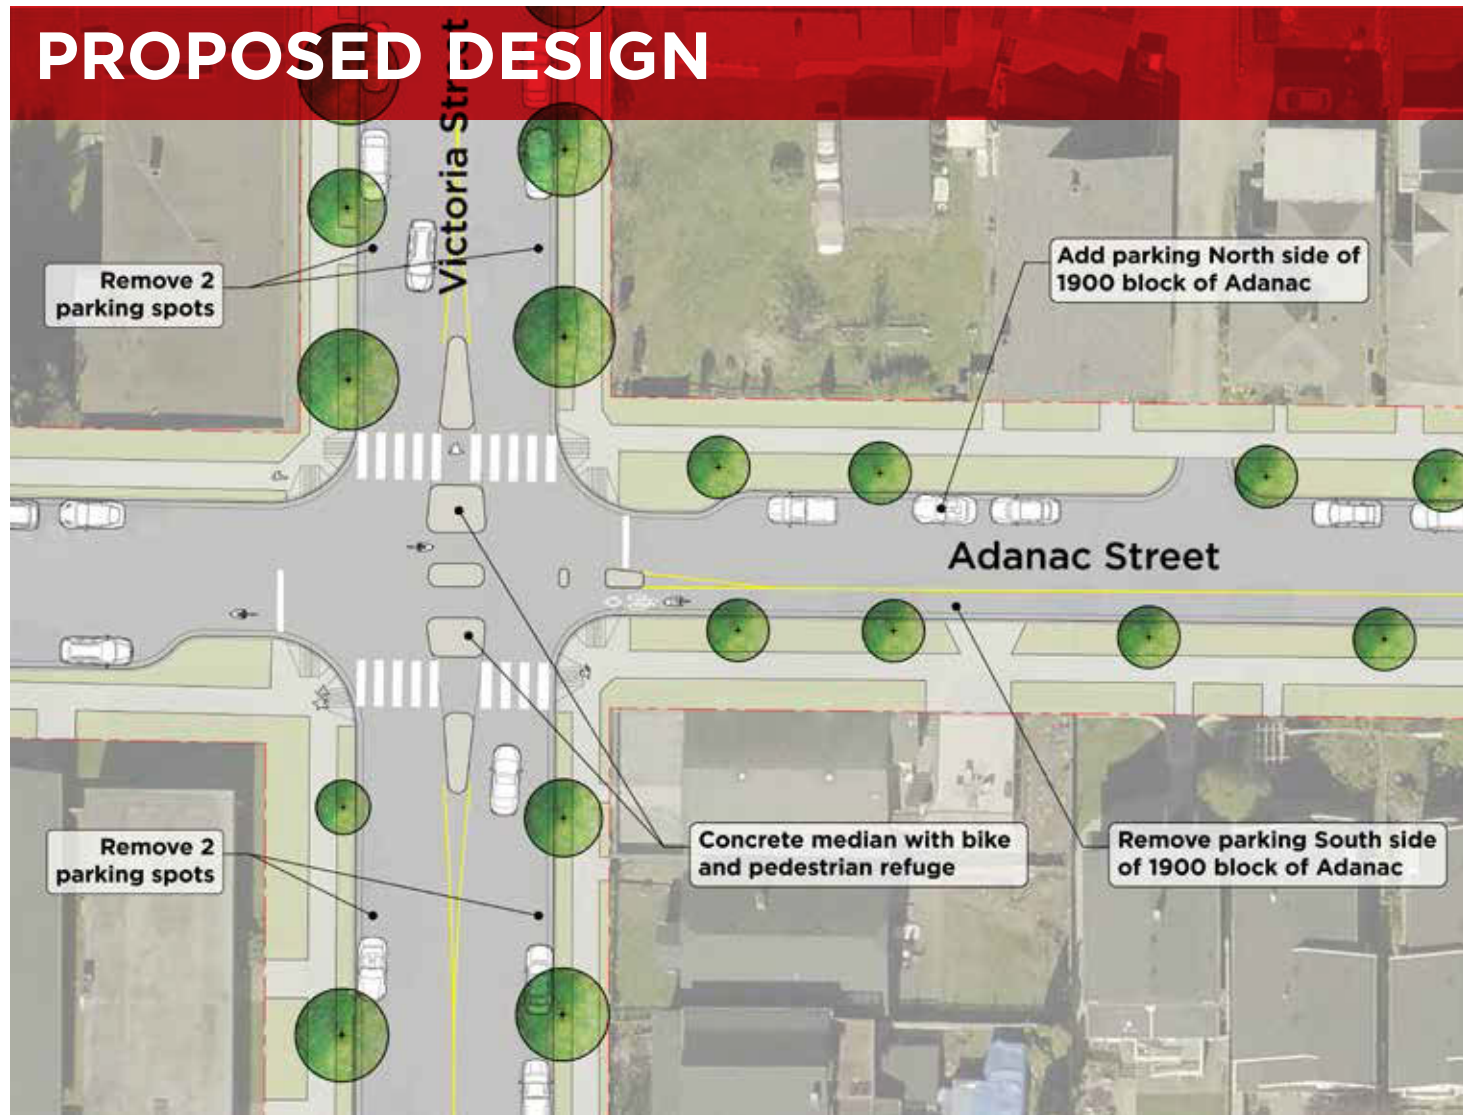 PROPOSED DESIGN
Victoria Street
Remove 2
parking spots
Add parking North side of
1900 block of Adanac
Adanac Street
Remove 2
parking spots
Concrete median with bike
and pedestrian refuge
Remove parking South side
of 1900 block of Adanac